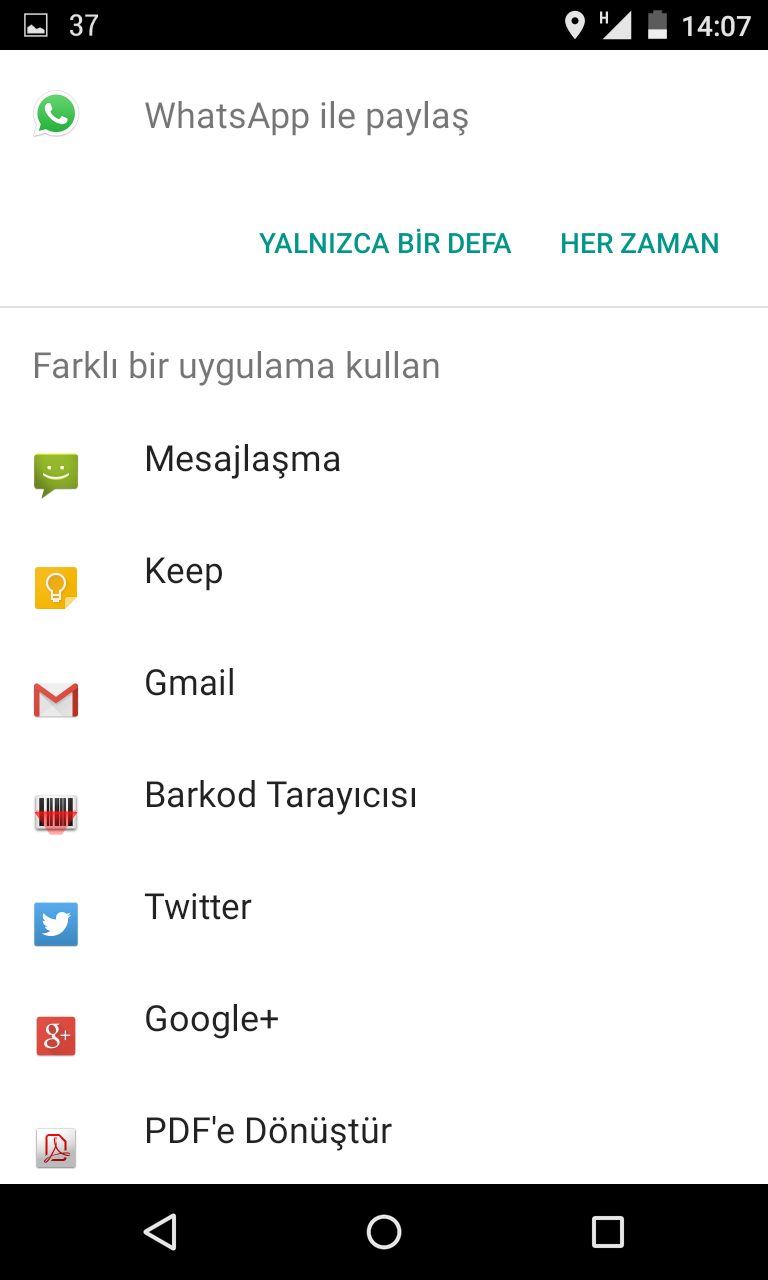 37
H
14:07
WhatsApp ile paylaş
YALNIZCA BİR DEFA
HER ZAMAN
Farklı bir uygulama kullan
Mesajlaşma
Keep
Gmail
Barkod Tarayıcısı
Twitter
g+
Google+
PDF'e Dönüştür